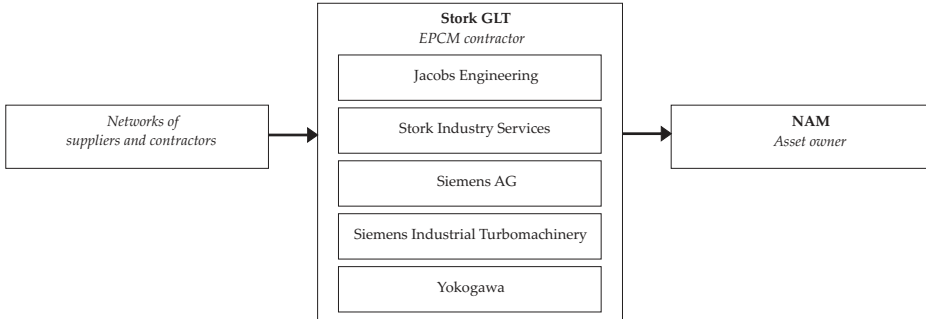 Stork GLT
EPCM contractor
Jacobs Engineering
Networks of
suppliers and contractors
Stork Industry Services
NAM
Asset owner
Siemens AG
Siemens Industrial Turbomachinery
Yokogawa